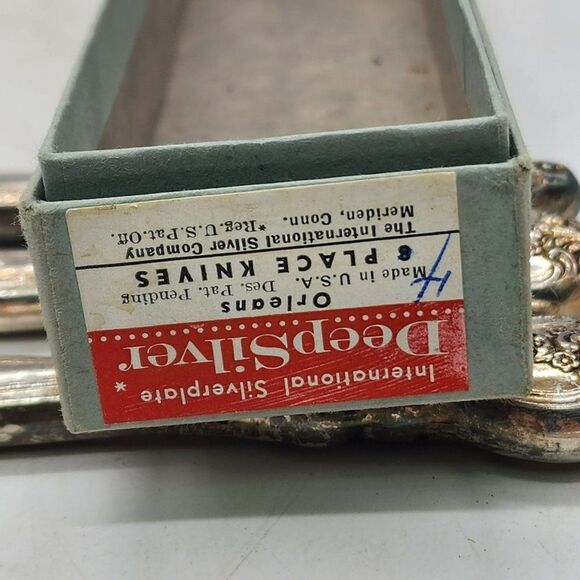 International Silverplate *
DeepSilver
Orleans
Made in U.S.A. Des. Pat. Pending
8 PLACE KNIVES
4
The International Silver Company
Meriden, Conn. *Reg. U.S. Pat. Off.